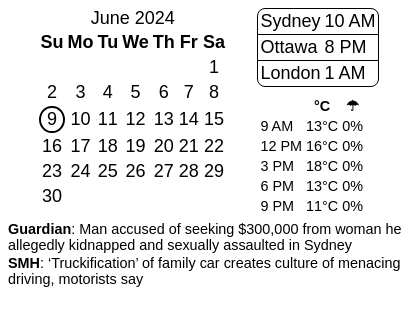 June 2024
Su Mo Tu We Th Fr Sa
1
2 3 4 5 6 7 8
9 10 11 12 13 14 15
16 17 18 19 20 21 22
23 24 25 26 27 28 29
30
Sydney 10 AM
Ottawa 8 PM
London 1 AM
°C ☂
9 AM 13°C 0%
12 PM 16°C 0%
3 PM 18°C 0%
6 PM 13°C 0%
9 PM 11°C 0%
Guardian: Man accused of seeking $300,000 from woman he
allegedly kidnapped and sexually assaulted in Sydney
SMH: ‘Truckification’ of family car creates culture of menacing
driving, motorists say